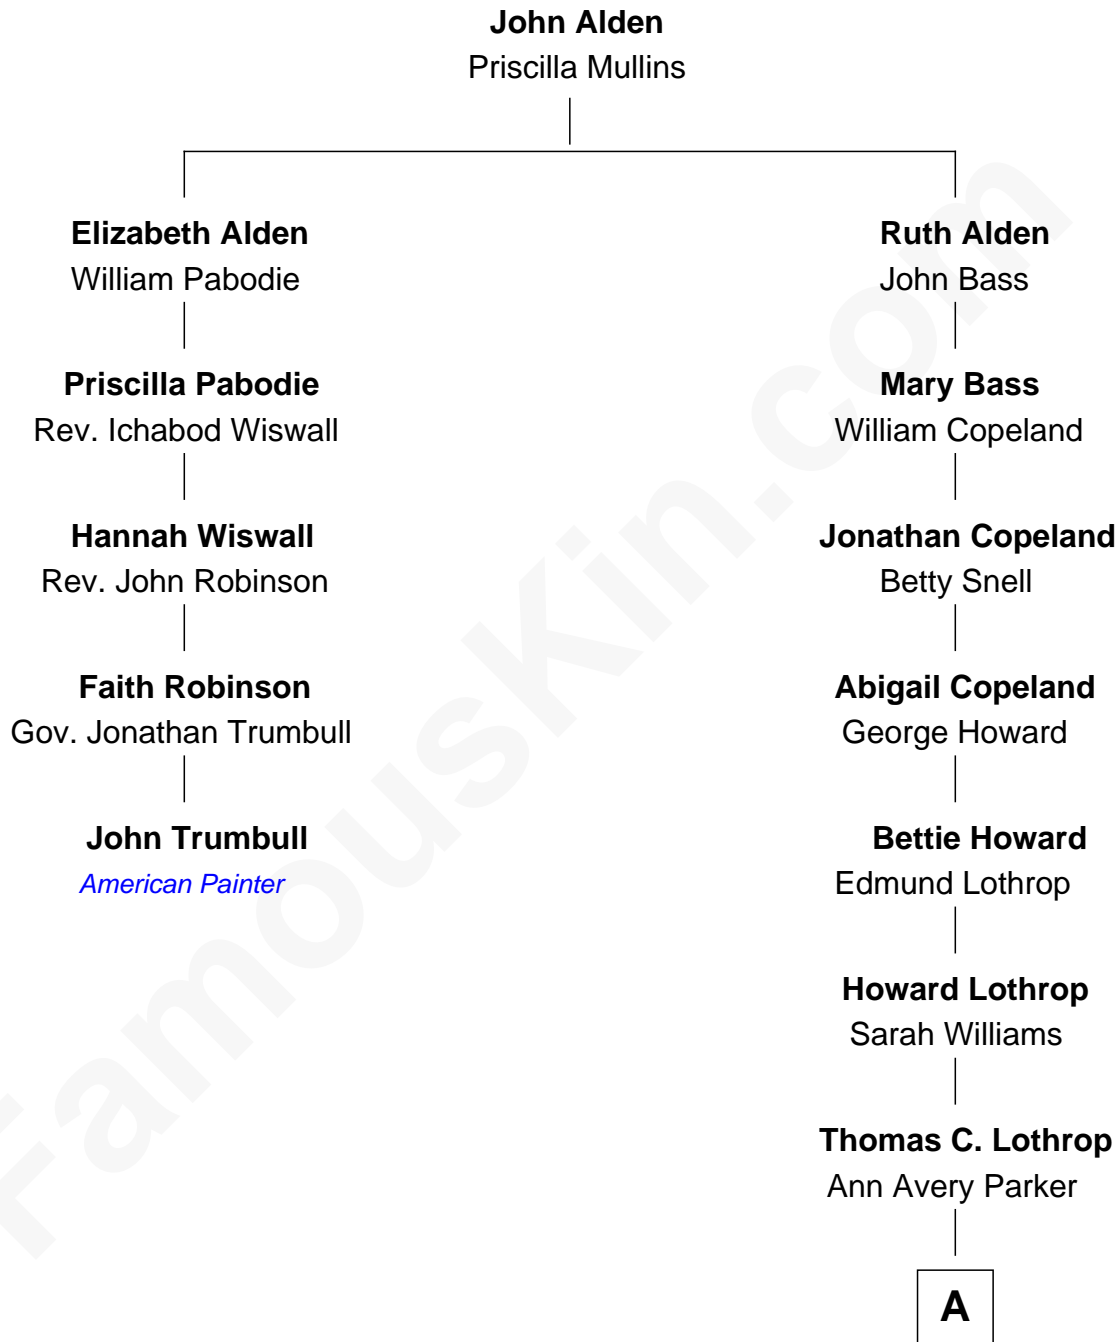 John Alden
Priscilla Mullins
Elizabeth Alden
William Pabodie
Priscilla Pabodie
Rev. Ichabod Wiswall
Hannah Wiswall
Rev. John Robinson
Faith Robinson
Gov. Jonathan Trumbull
John Trumbull
American Painter
Ruth Alden
John Bass
Mary Bass
William Copeland
Jonathan Copeland
Betty Snell
Abigail Copeland
George Howard
Bettie Howard
Edmund Lothrop
Howard Lothrop
Sarah Williams
Thomas C. Lothrop
Ann Avery Parker
A
FamousKin.com